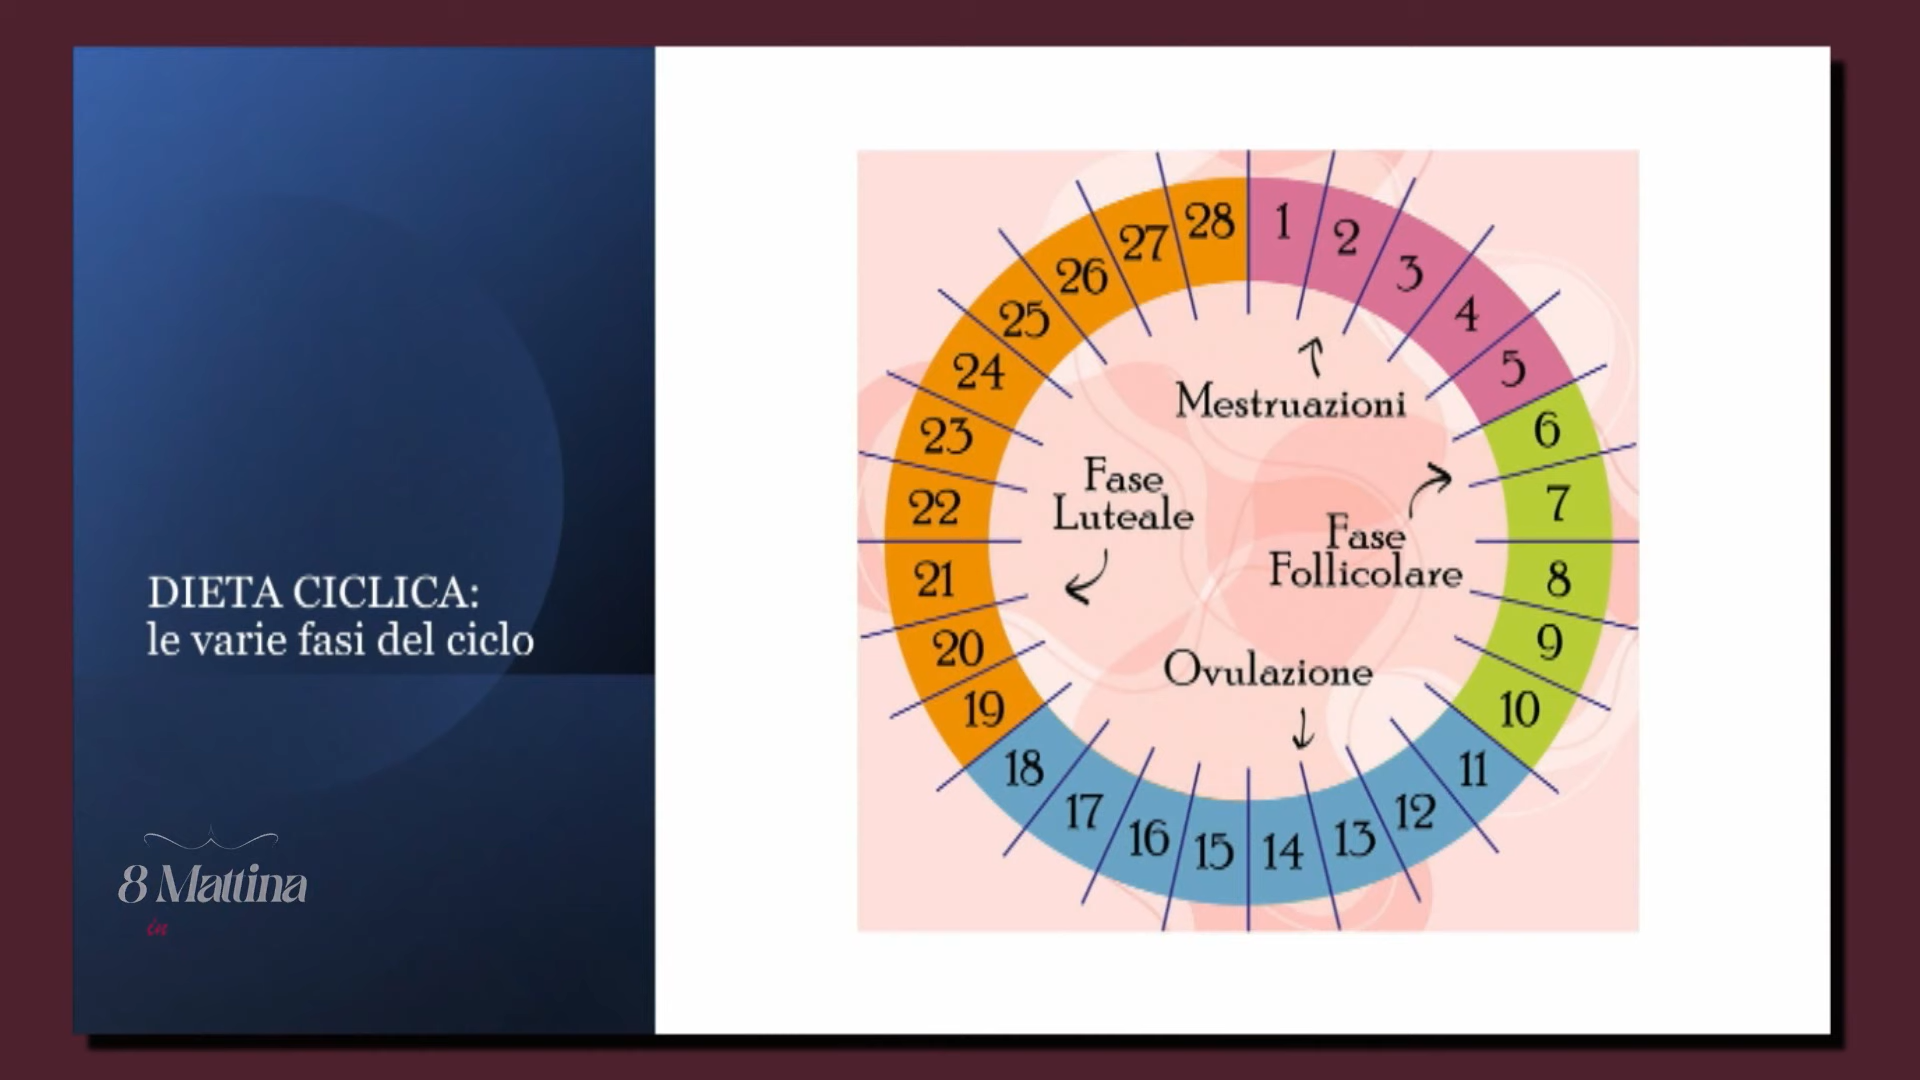 DIETA CICLICA:
le varie fasi del ciclo
8 Mattina
in
28
1
2
3
4
5
6
7
8
9
10
11
12
13
14
15
16
17
18
19
20
21
22
23
24
25
26
27
Mestruazioni
Fase
Follicolare
Ovulazione
Fase
Luteale